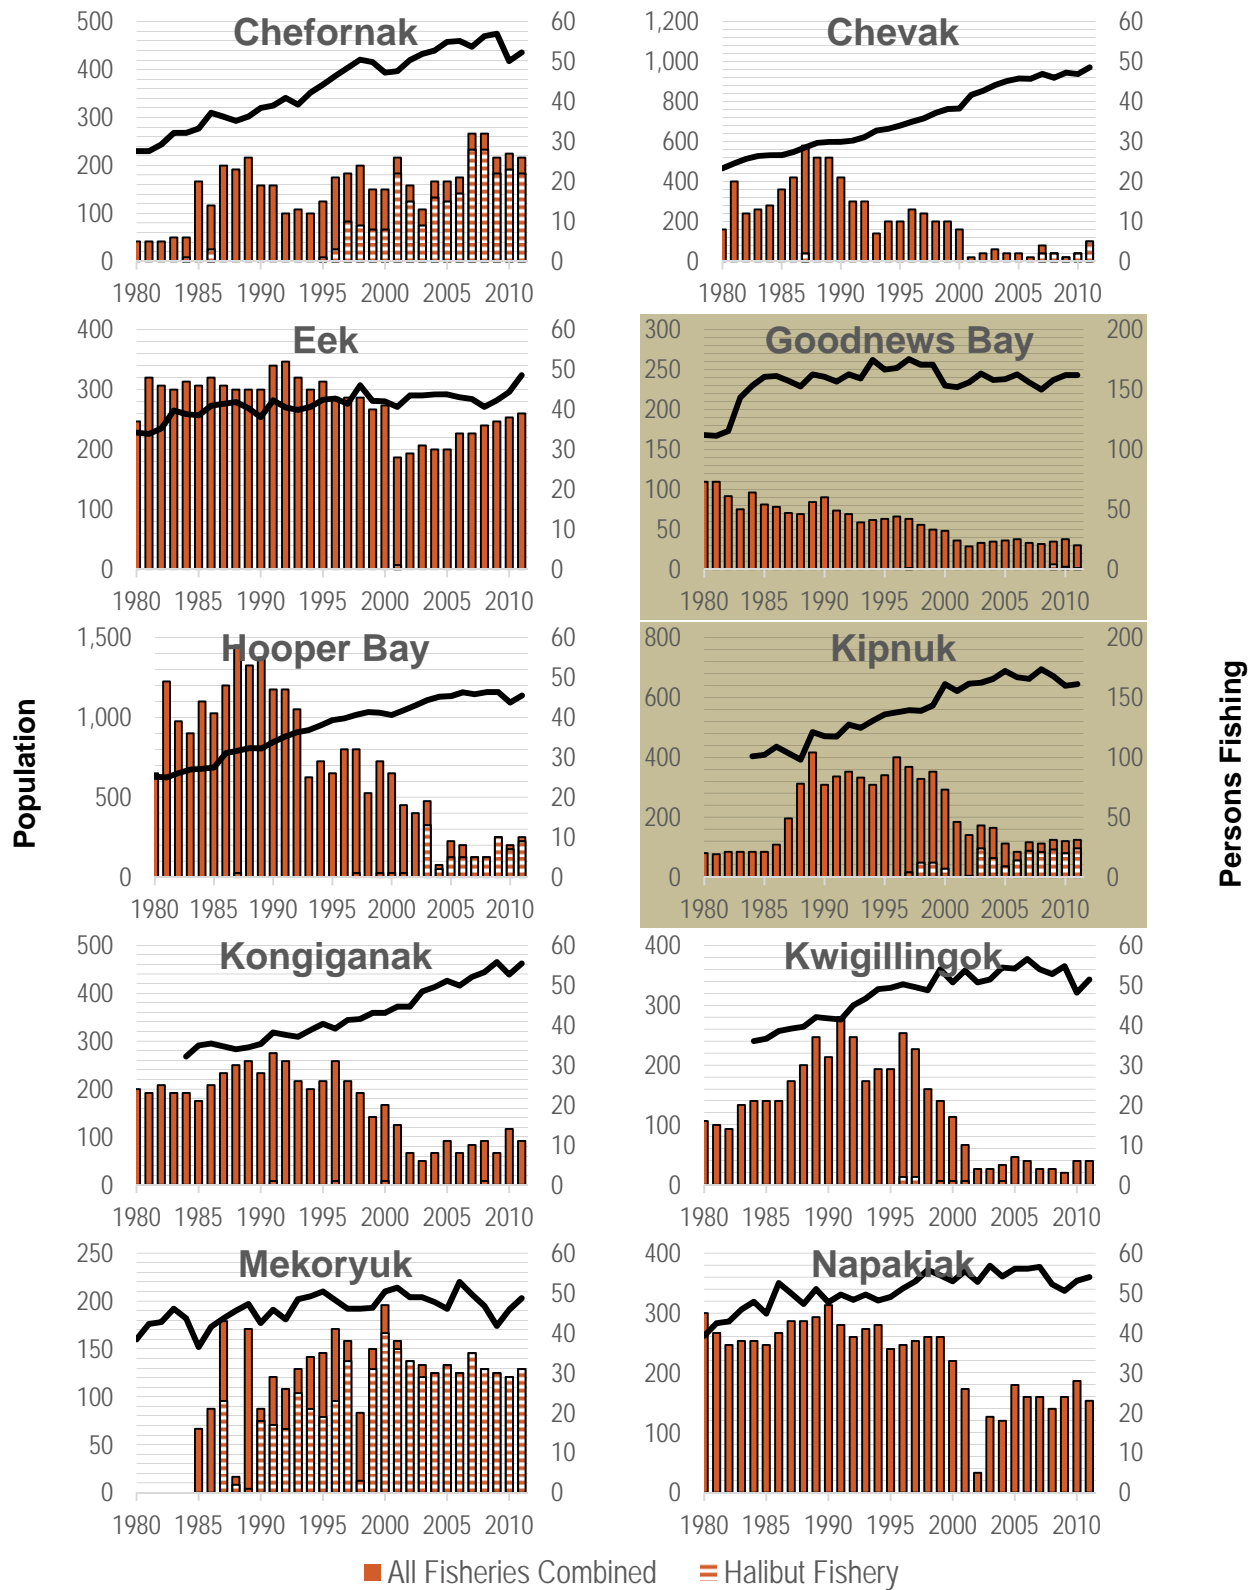 Chefornak
500 60
400 50
300 40
200 30
100 20
0 10
0
1980 1985 1990 1995 2000 2005 2010
Chevak
1,200 60
1,000 50
800 40
600 30
400 20
200 10
0 0
1980 1985 1990 1995 2000 2005 2010
Eek
400 60
300 50
200 40
100 30
0 20
10
0
1980 1985 1990 1995 2000 2005 2010
Goodnews Bay
300 200
250 150
200 100
150 50
100 0
50
0
1980 1985 1990 1995 2000 2005 2010
Hooper Bay
1,500 60
1,000 50
500 40
0 30
20
10
0
1980 1985 1990 1995 2000 2005 2010
Kipnuk
800 200
600 150
400 100
200 50
0 0
1980 1985 1990 1995 2000 2005 2010
Population
Persons Fishing
Kongiganak
500 60
400 50
300 40
200 30
100 20
0 10
0
1980 1985 1990 1995 2000 2005 2010
Kwigillingok
400 60
300 50
200 40
100 30
0 20
10
0
1980 1985 1990 1995 2000 2005 2010
Mekoryuk
250 60
200 50
150 40
100 30
50 20
0 10
0
1980 1985 1990 1995 2000 2005 2010
Napakiak
400 60
300 50
200 40
100 30
0 20
10
0
1980 1985 1990 1995 2000 2005 2010
All Fisheries Combined Halibut Fishery